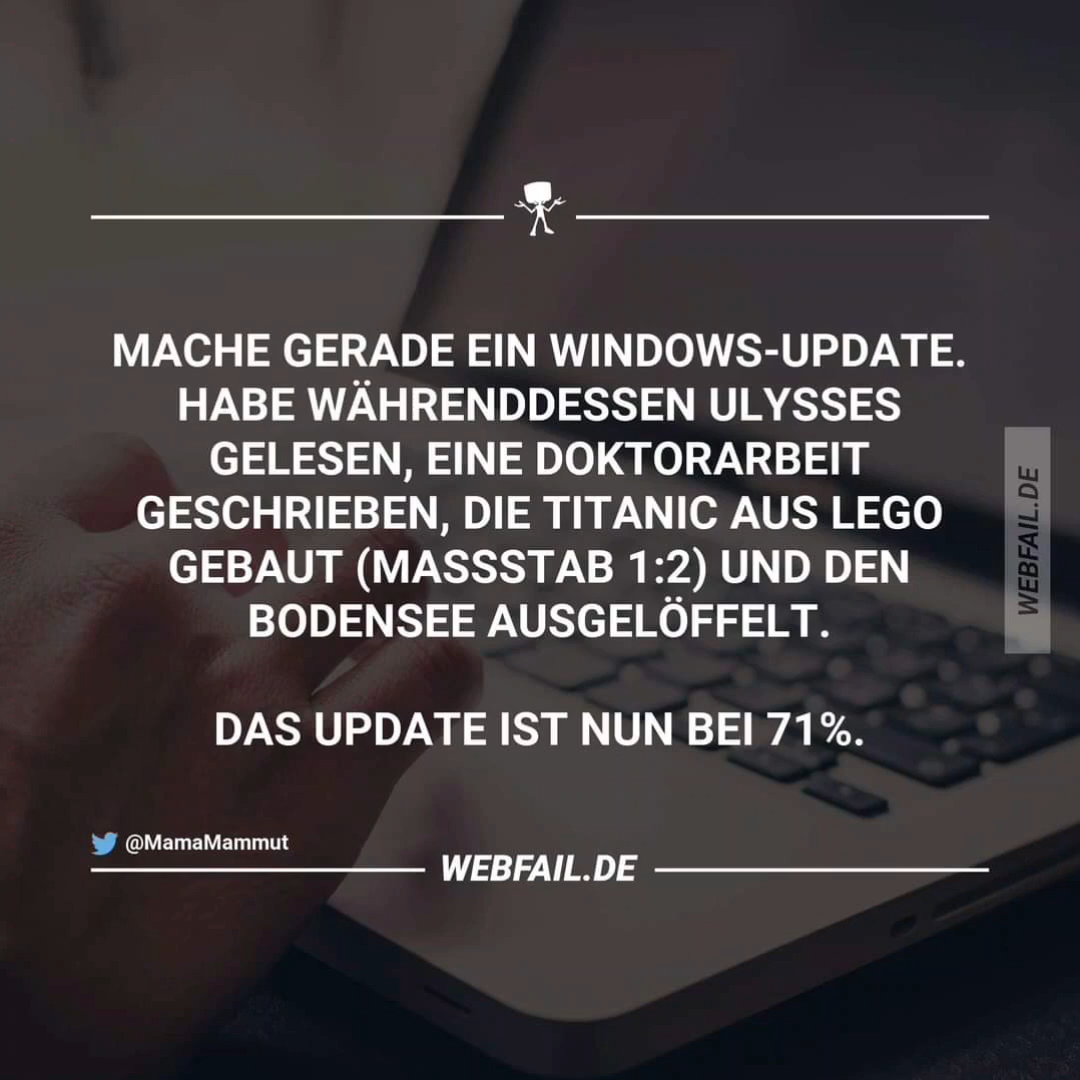 MACHE GERADE EIN WINDOWS-UPDATE.
HABE WÄHRENDDESSEN ULYSSES
GELESEN, EINE DOKTORARBEIT
GESCHRIEBEN, DIE TITANIC AUS LEGO
GEBAUT (MASSSTAB 1:2) UND DEN
BODENSEE AUSGELÖFFELT.
DAS UPDATE IST NUN BEI 71%.
WEBFAIL.DE
@MamaMammut
WEBFAIL.DE